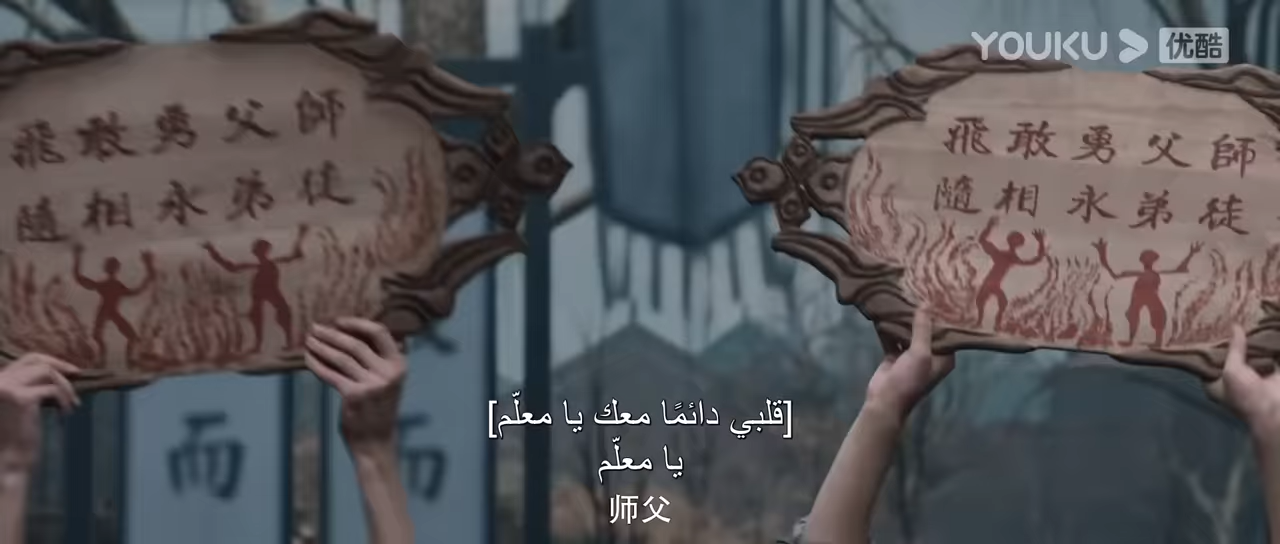 YOUKU 优酷
飛敢勇父師
隨相永弟徒
飛敢勇父師
隨相永弟徒
而
而
[قلبي دائمًا معك يا معلّم]
يا معلّم
师父